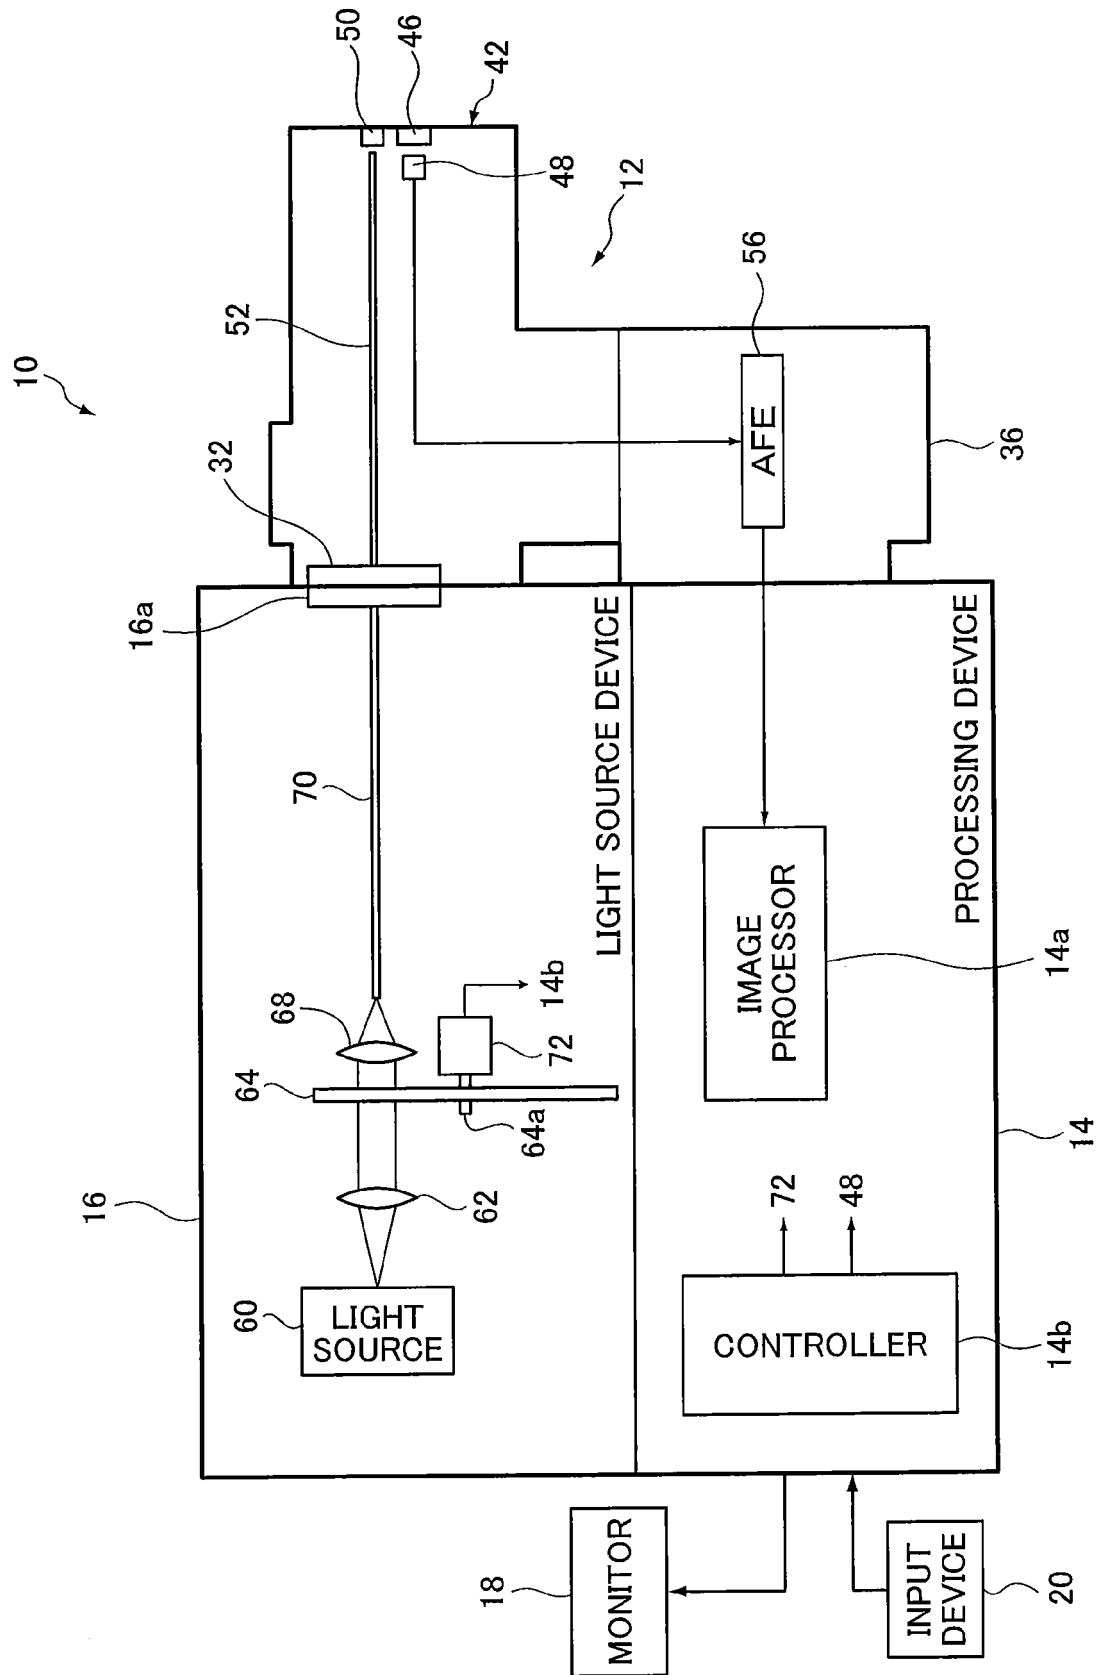 10
16
16a
32
52
50
46
42
48
12
60
LIGHT
SOURCE
62
64
64a
68
72
14b
70
LIGHT SOURCE DEVICE
18
MONITOR
INPUT
DEVICE
20
CONTROLLER
14b
72
48
IMAGE
PROCESSOR
14a
PROCESSING DEVICE
14
AFE
56
36